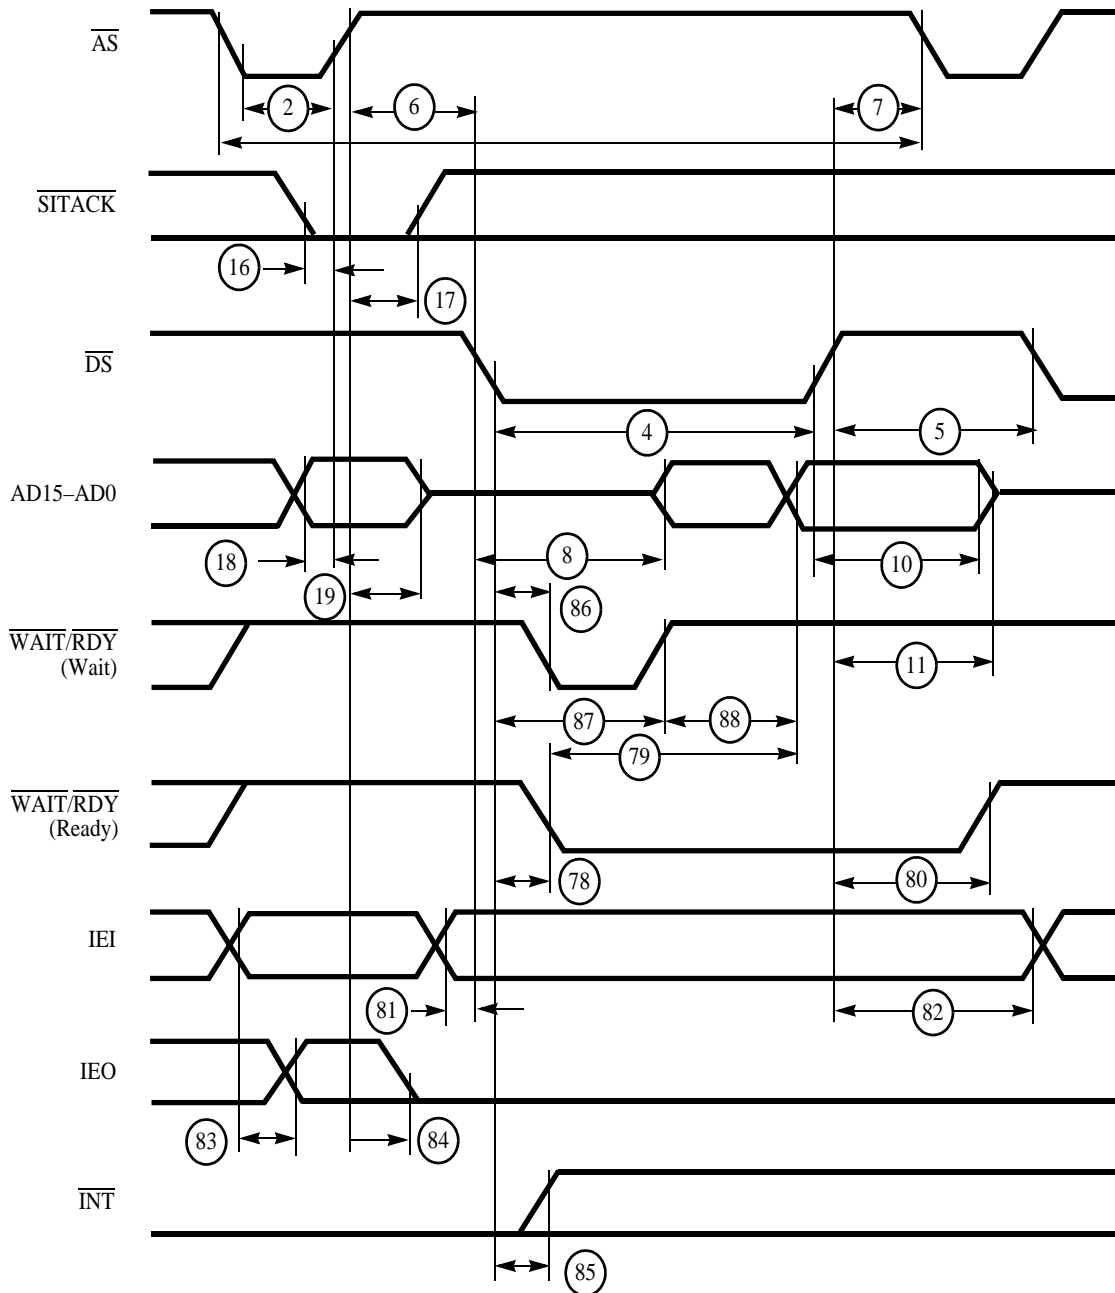 AS
2
6
7
SITACK
16
17
DS
4
5
AD15–AD0
18
8
10
19
86
WAIT/RDY
(Wait)
11
87
88
79
WAIT/RDY
(Ready)
78
80
IEI
81
82
IEO
83
84
INT
85